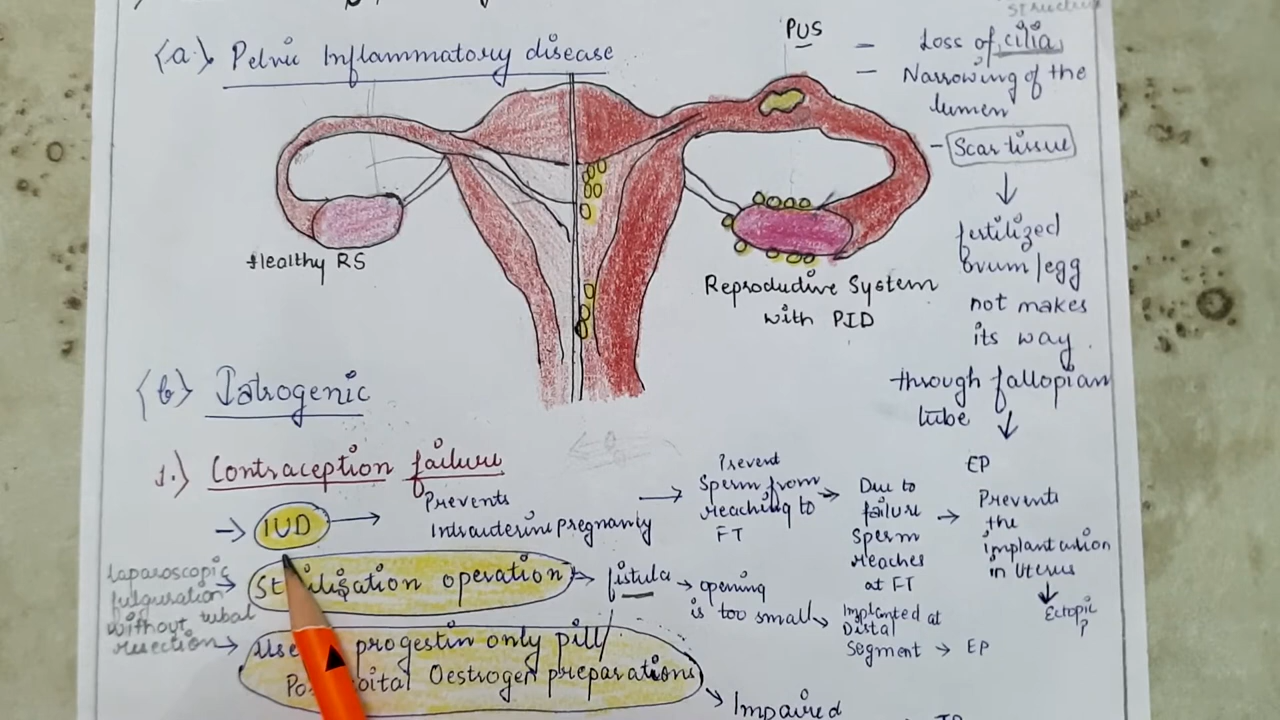 structure
(a) Pelvic Inflammatory disease
PUS
- Loss of cilia
- Narrowing of the
lumen
- Scar tissue
fertilized
ovum/egg
not makes
its way
through fallopian
tube
EP
Healthy RS
Reproductive System
with PID
(b) Iatrogenic
1.) Contraception failure
IUD
Prevents
Intrauterine pregnancy
Prevent
Sperm from
reaching to
FT
Due to
failure
Sperm
reaches
at FT
Prevents
the
implantation
in Uterus
Ectopic
P
laparoscopic
fulguration
without tubal
resection
Sterilisation operation
fistula
opening
is too small
Implanted at
Distal
Segment → EP
Use progestin only pill/
Postcoital Oestrogen preparations
Impaired